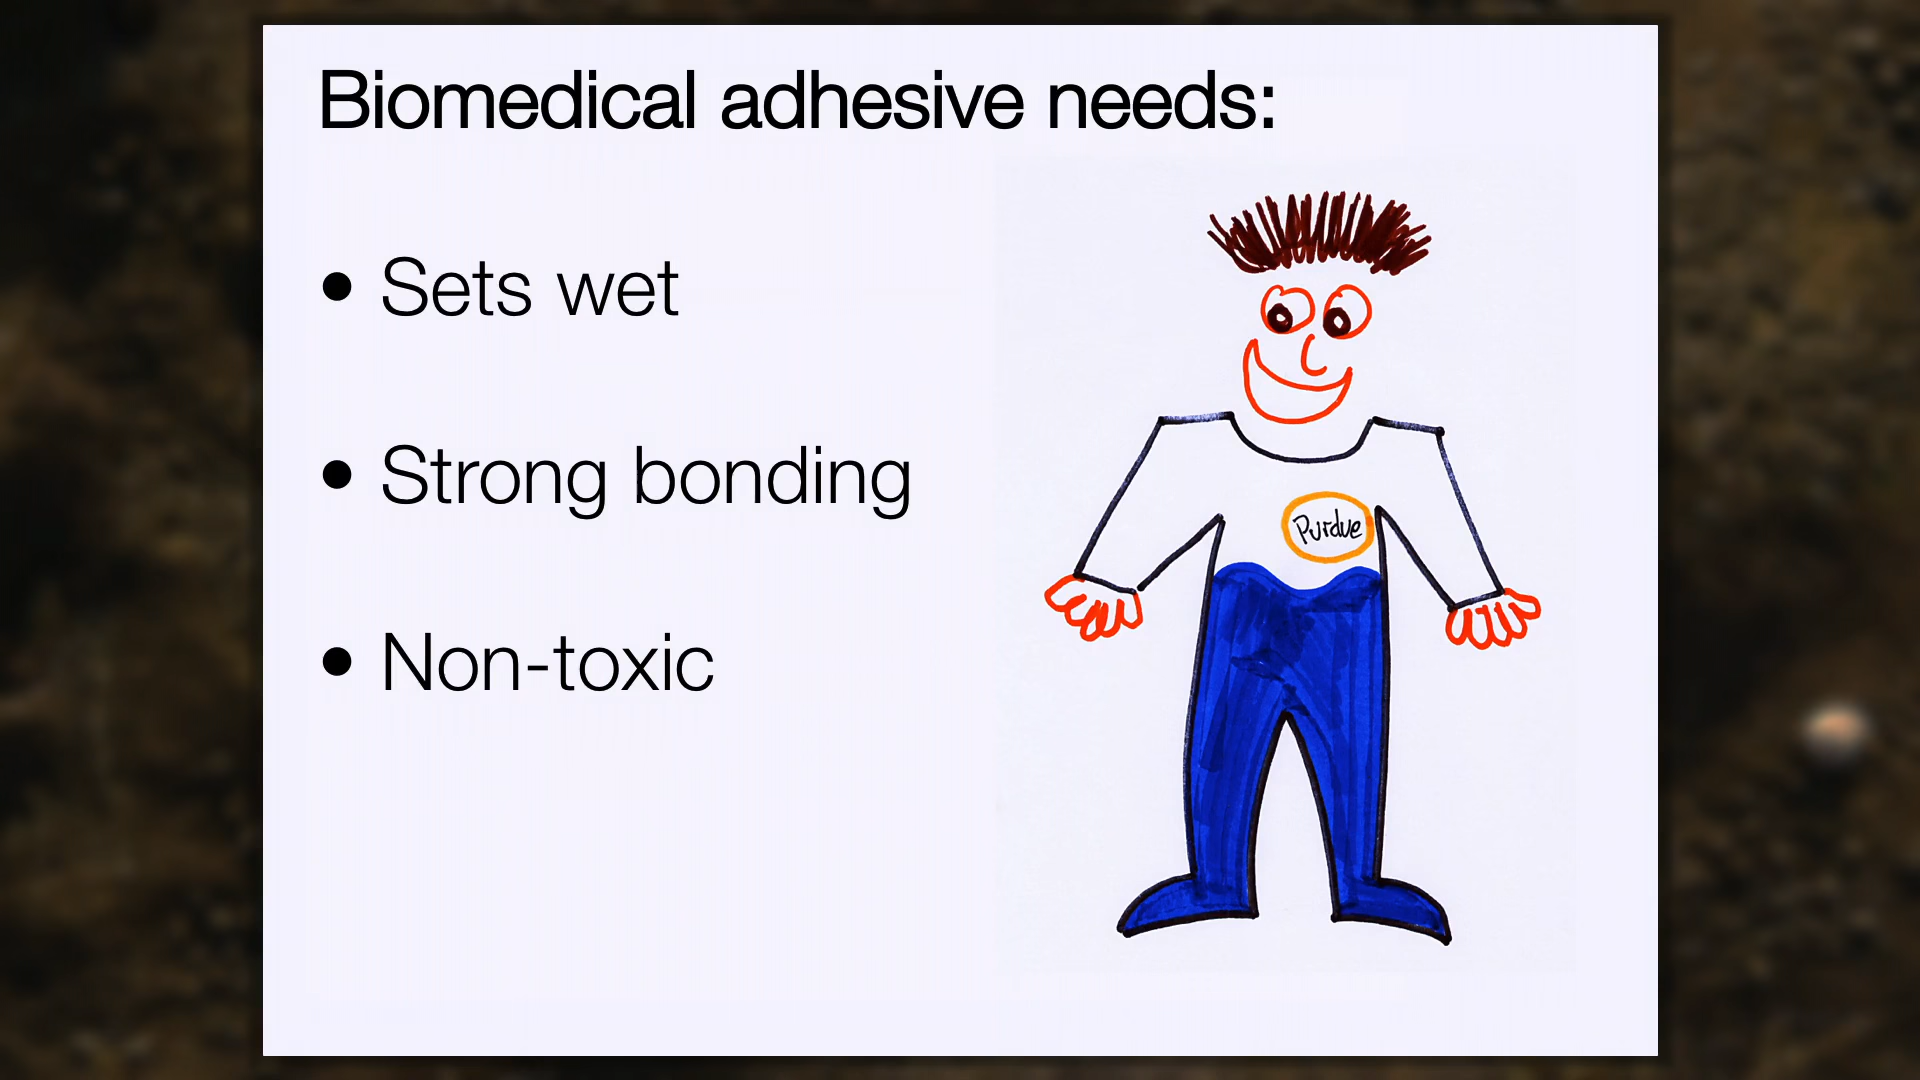 Biomedical adhesive needs:
• Sets wet
• Strong bonding
• Non-toxic
Purdue